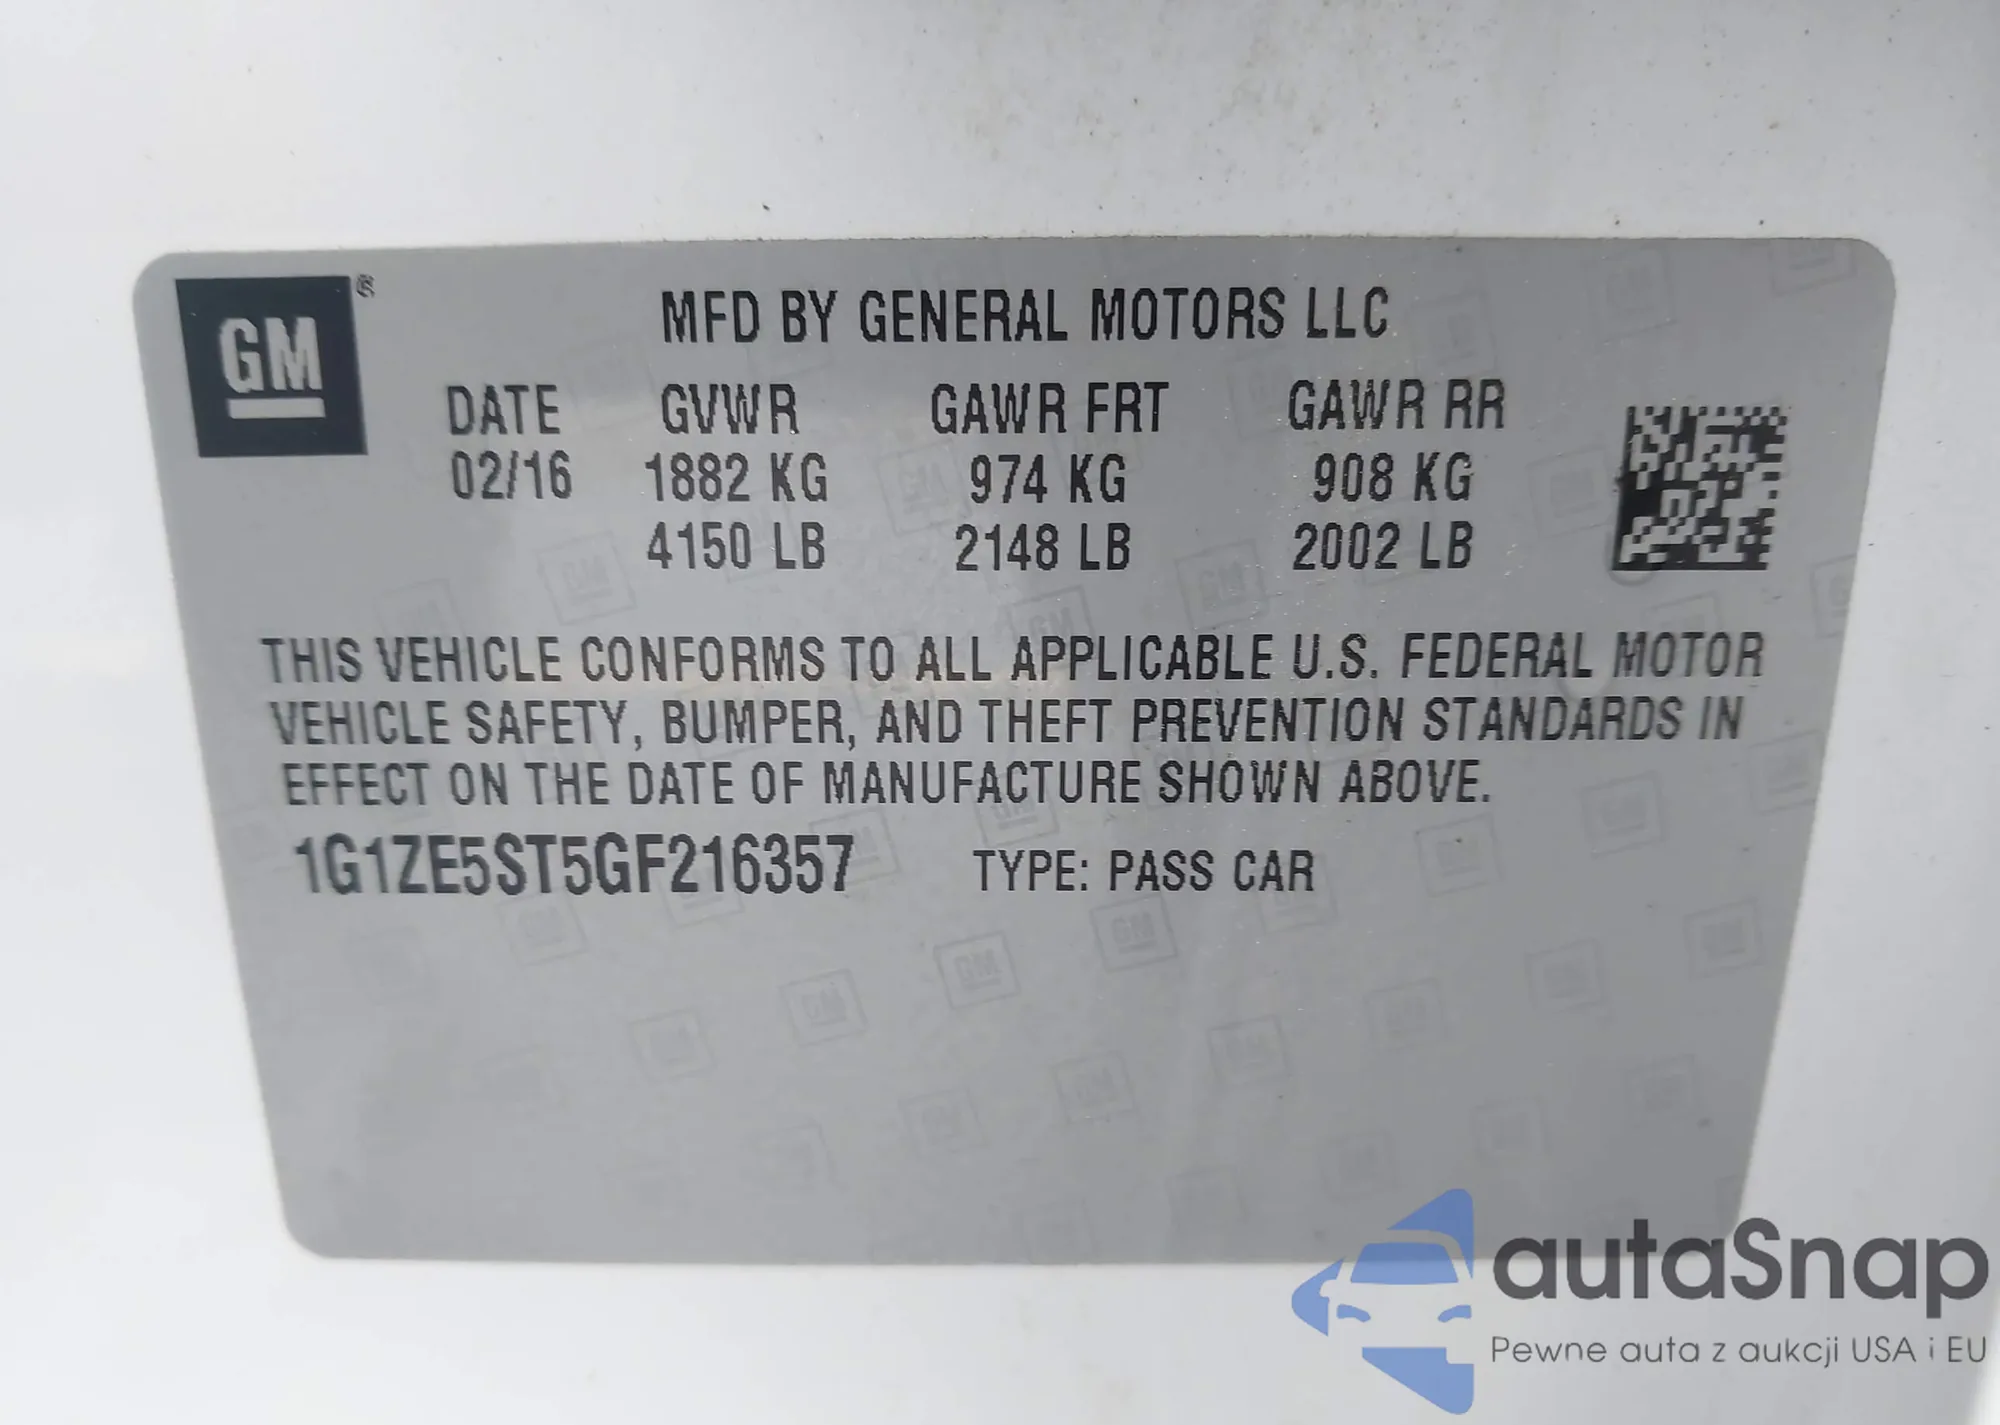 GM®
MFD BY GENERAL MOTORS LLC
DATE GVWR GAWR FRT GAWR RR
02/16 1882 KG 974 KG 908 KG
4150 LB 2148 LB 2002 LB
THIS VEHICLE CONFORMS TO ALL APPLICABLE U.S. FEDERAL MOTOR
VEHICLE SAFETY, BUMPER, AND THEFT PREVENTION STANDARDS IN
EFFECT ON THE DATE OF MANUFACTURE SHOWN ABOVE.
1G1ZE5ST5GF216357 TYPE: PASS CAR
autaSnap
Pewne auta z aukcji USA i EU